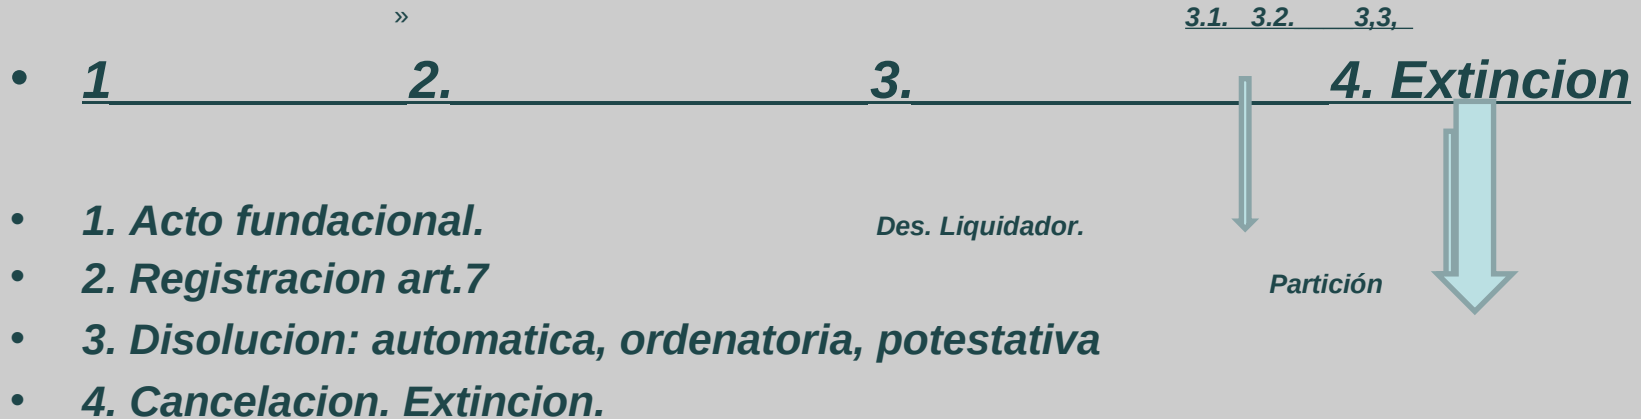 » 3.1. 3.2. 3,3,
• 1 2. 3. 4. Extincion
• 1. Acto fundacional. Des. Liquidador.
• 2. Registracion art.7 Partición
• 3. Disolucion: automatica, ordenatoria, potestativa
• 4. Cancelacion. Extincion.